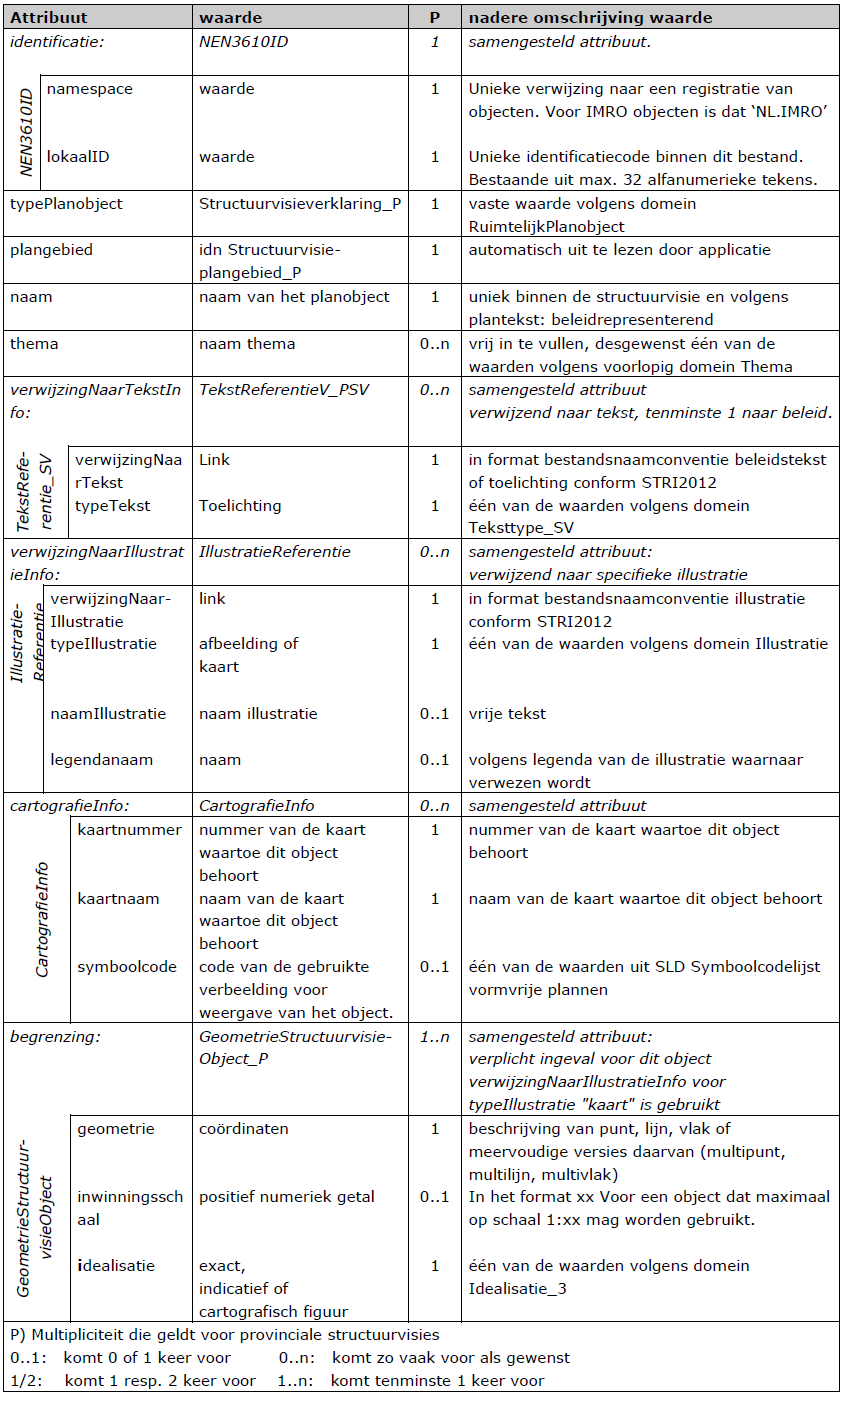 Attribuut waarde P nadere omschrijving waarde
identificatie: NEN3610ID 1 samengesteld attribuut.
NEN3610ID
namespace waarde 1 Unieke verwijzing naar een registratie van
objecten. Voor IMRO objecten is dat ‘NL.IMRO’
lokaalID waarde 1 Unieke identificatiecode binnen dit bestand.
Bestaande uit max. 32 alfanumerieke tekens.
typePlanobject Structuurvisieverklaring_P 1 vaste waarde volgens domein
RuimtelijkPlanobject
plangebied idn Structuurvisie- 1 automatisch uit te lezen door applicatie
plangebied_P
naam naam van het planobject 1 uniek binnen de structuurvisie en volgens
plantekst: beleidrepresenterend
thema naam thema 0..n vrij in te vullen, desgewenst één van de
waarden volgens voorlopig domein Thema
verwijzingNaarTekstIn TekstReferentieV_PSV 0..n samengesteld attribuut
fo: verwijzend naar tekst, tenminste 1 naar beleid.
TekstRefe-
rentie_SV
verwijzingNaa Link 1 in format bestandsnaamconventie beleidstekst
rTekst of toelichting conform STRI2012
typeTekst Toelichting 1 één van de waarden volgens domein
Teksttype_SV
verwijzingNaarIllustrat IllustratieReferentie 0..n samengesteld attribuut:
ieInfo: verwijzend naar specifieke illustratie
Illustratie-
Referentie
verwijzingNaar- link 1 in format bestandsnaamconventie illustratie
Illustratie conform STRI2012
typeIllustratie afbeelding of 1 één van de waarden volgens domein Illustratie
kaart
naamIllustratie naam illustratie 0..1 vrije tekst
legendanaam naam 0..1 volgens legenda van de illustratie waarnaar
verwezen wordt
cartografieInfo: CartografieInfo 0..n samengesteld attribuut
CartografieInfo
kaartnummer nummer van de kaart 1 nummer van de kaart waartoe dit object
waartoe dit object behoort
behoort
kaartnaam naam van de kaart 1 naam van de kaart waartoe dit object behoort
waartoe dit object
behoort
symboolcode code van de gebruikte 0..1 één van de waarden uit SLD Symboolcodelijst
verbeelding voor vormvrije plannen
weergave van het object.
begrenzing: GeometrieStructuurvisie- 1..n samengesteld attribuut:
Object_P verplicht ingeval voor dit object
verwijzingNaarIllustratieInfo voor
typeIllustratie "kaart" is gebruikt
GeometrieStructuur-
visieObject
geometrie coördinaten 1 beschrijving van punt, lijn, vlak of
meervoudige versies daarvan (multipunt,
multilijn, multivlak)
inwinningssch positief numeriek getal 0..1 In het format xx Voor een object dat maximaal
aal op schaal 1:xx mag worden gebruikt.
idealisatie exact, 1 één van de waarden volgens domein
indicatief of Idealisatie_3
cartografisch figuur
P) Multipliciteit die geldt voor provinciale structuurvisies
0..1: komt 0 of 1 keer voor 0..n: komt zo vaak voor als gewenst
1/2: komt 1 resp. 2 keer voor 1..n: komt tenminste 1 keer voor